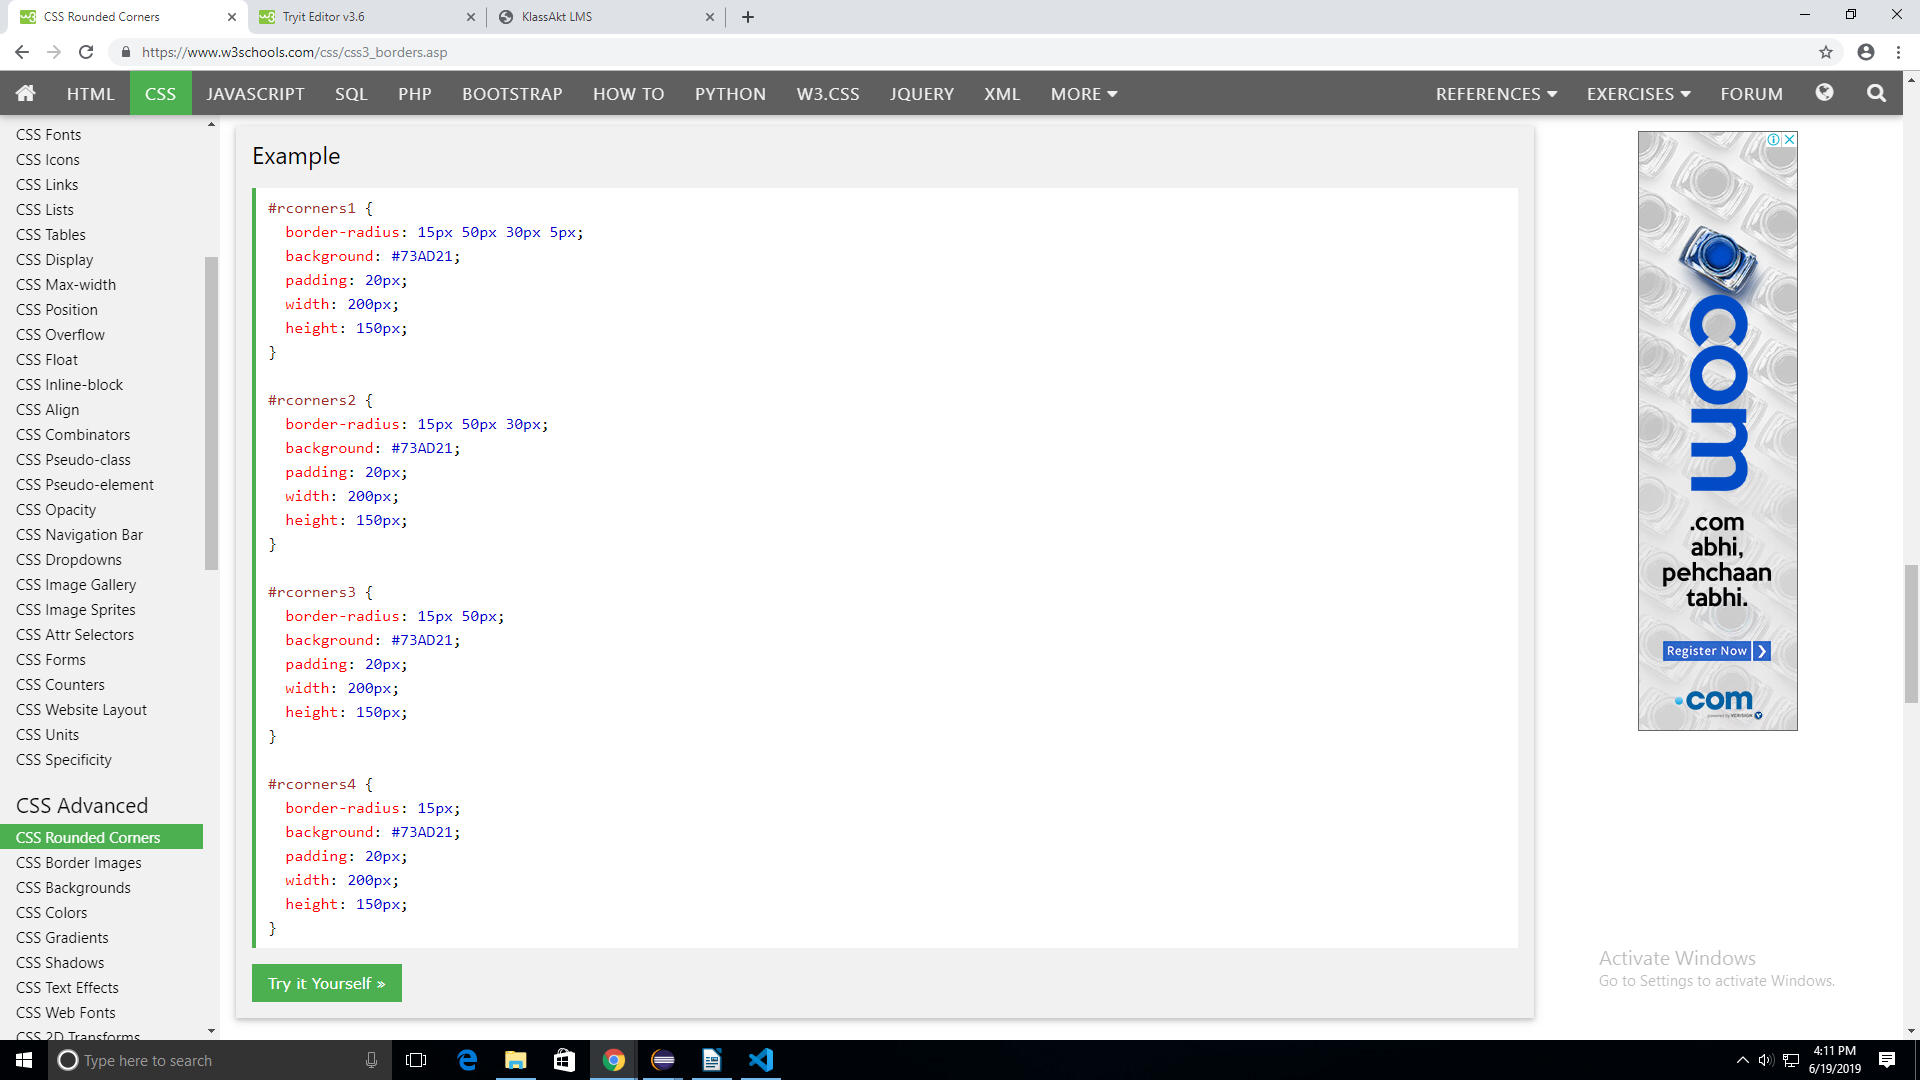 CSS Rounded Corners
Tryit Editor v3.6
KlassAkt LMS
https://www.w3schools.com/css/css3_borders.asp
HTML
CSS
JAVASCRIPT
SQL
PHP
BOOTSTRAP
HOW TO
PYTHON
W3.CSS
JQUERY
XML
MORE
REFERENCES
EXERCISES
FORUM
CSS Fonts
CSS Icons
CSS Links
CSS Lists
CSS Tables
CSS Display
CSS Max-width
CSS Position
CSS Overflow
CSS Float
CSS Inline-block
CSS Align
CSS Combinators
CSS Pseudo-class
CSS Pseudo-element
CSS Opacity
CSS Navigation Bar
CSS Dropdowns
CSS Image Gallery
CSS Image Sprites
CSS Attr Selectors
CSS Forms
CSS Counters
CSS Website Layout
CSS Units
CSS Specificity
CSS Advanced
CSS Rounded Corners
CSS Border Images
CSS Backgrounds
CSS Colors
CSS Gradients
CSS Shadows
CSS Text Effects
CSS Web Fonts
CSS 2D Transforms
Example
#rcorners1 {
border-radius: 15px 50px 30px 5px;
background: #73AD21;
padding: 20px;
width: 200px;
height: 150px;
}
#rcorners2 {
border-radius: 15px 50px 30px;
background: #73AD21;
padding: 20px;
width: 200px;
height: 150px;
}
#rcorners3 {
border-radius: 15px 50px;
background: #73AD21;
padding: 20px;
width: 200px;
height: 150px;
}
#rcorners4 {
border-radius: 15px;
background: #73AD21;
padding: 20px;
width: 200px;
height: 150px;
}
Try it Yourself »
com
.com
abhi,
pehchaan
tabhi.
Register Now ❯
.com
powered by VERISIGN
Activate Windows
Go to Settings to activate Windows.
Type here to search
4:11 PM
6/19/2019